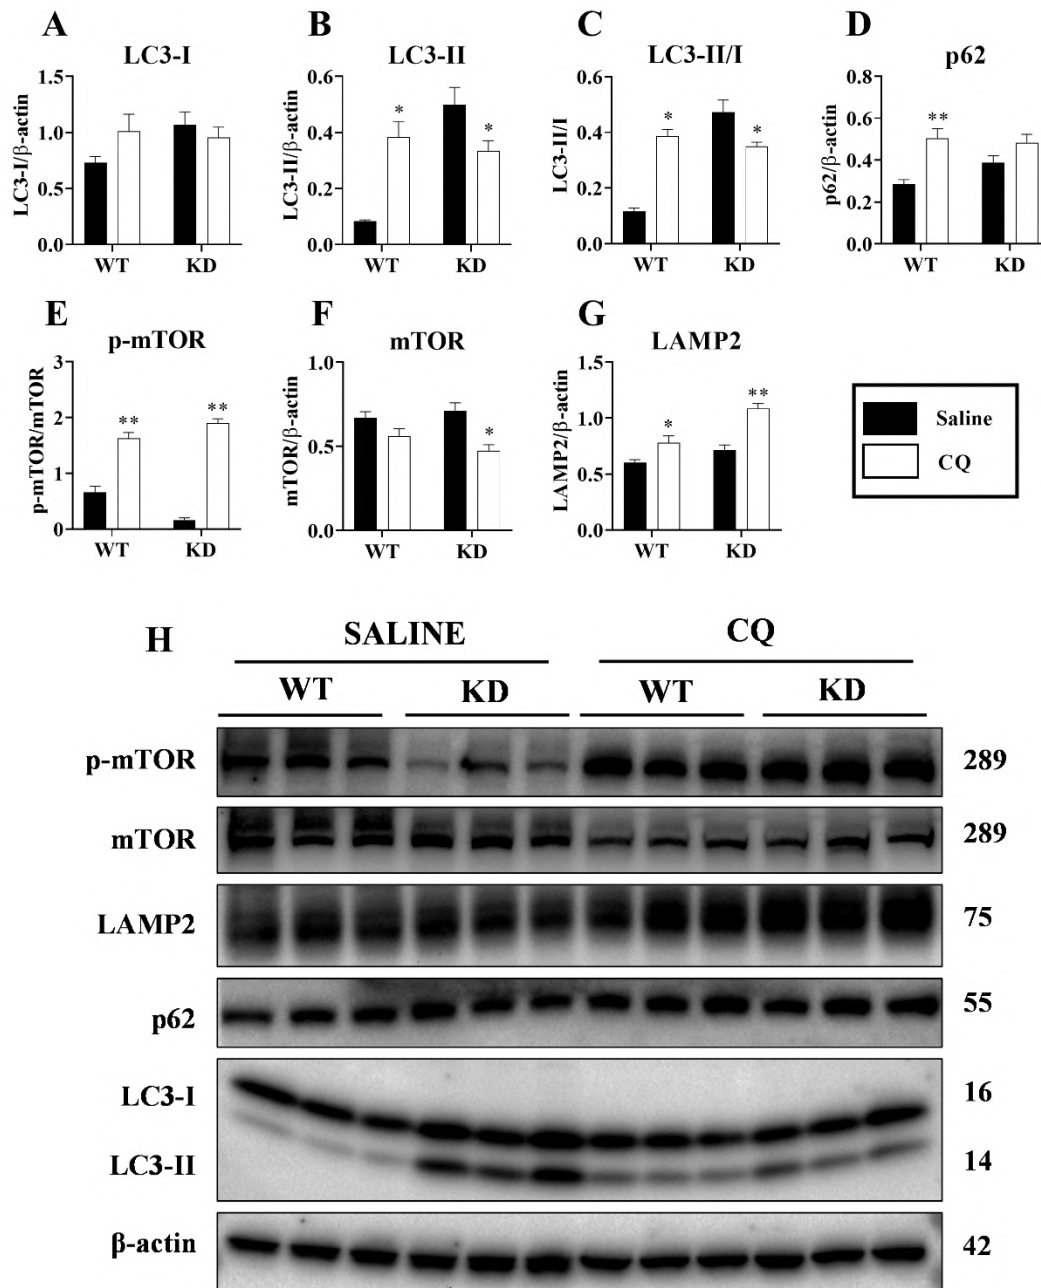 A
B
C
D
LC3-I
LC3-II
LC3-II/I
p62
LC3-I/β-actin
1.5
1.0
0.5
0.0
WT
KD
LC3-II/β-actin
0.6
0.4
0.2
0.0
*
*
WT
KD
LC3-II/I
0.6
0.4
0.2
0.0
*
*
WT
KD
p62/β-actin
0.8
0.6
0.4
0.2
0.0
**
WT
KD
E
F
G
p-mTOR
mTOR
LAMP2
p-mTOR/mTOR
3
2
1
0
**
**
WT
KD
mTOR/β-actin
1.0
0.5
0.0
*
WT
KD
LAMP2/β-actin
1.5
1.0
0.5
0.0
*
**
WT
KD
Saline
CQ
H
SALINE
CQ
WT
KD
WT
KD
p-mTOR
289
mTOR
289
LAMP2
75
p62
55
LC3-I
16
LC3-II
14
β-actin
42